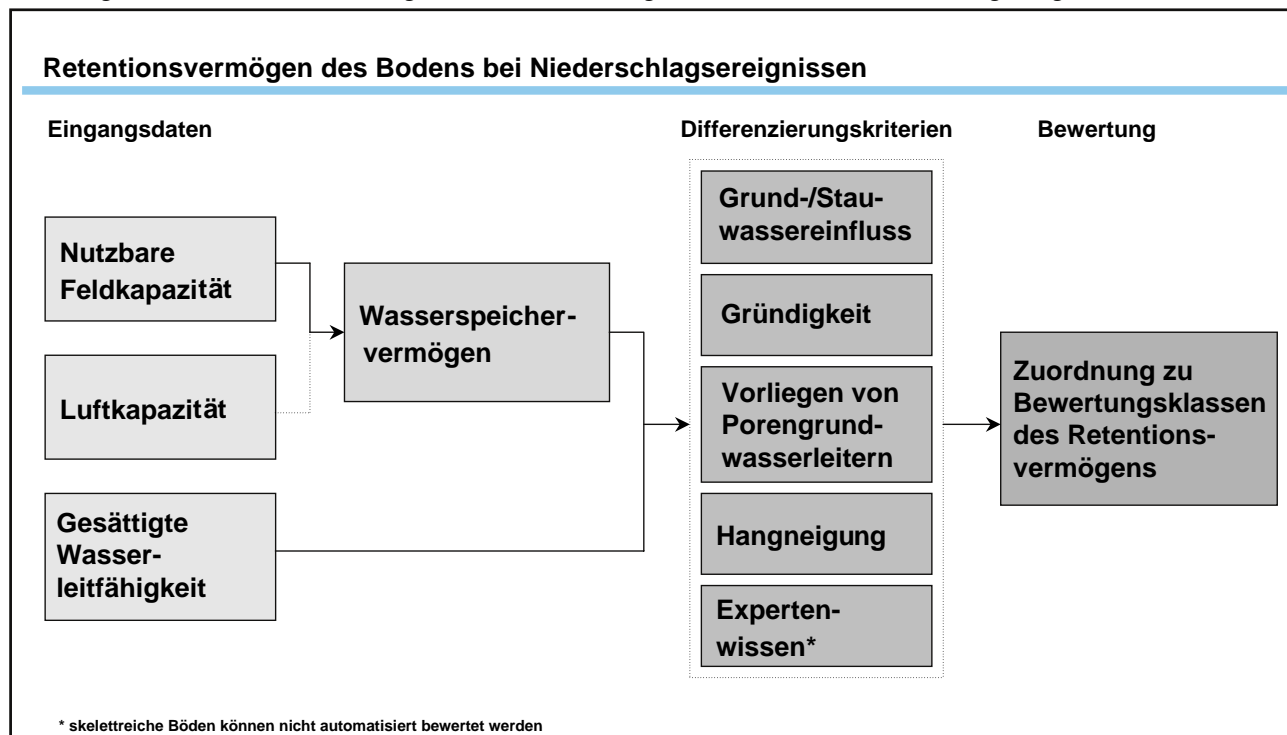 Retentionsvermögen des Bodens bei Niederschlagsereignissen
Eingangsdaten
Differenzierungskriterien
Bewertung
Nutzbare
Feldkapazität
Luftkapazität
Gesättigte
Wasser-
leitfähigkeit
Wasserspeicher-
vermögen
Grund-/Stau-
wassereinfluss
Gründigkeit
Vorliegen von
Porengrund-
wasserleitern
Hangneigung
Experten-
wissen*
Zuordnung zu
Bewertungsklassen
des Retentions-
vermögens
* skelettreiche Böden können nicht automatisiert bewertet werden